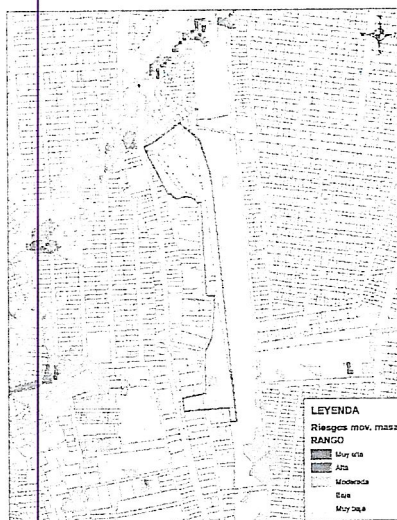 LEYENDA
Riesgos mov. masa
RANGO
Muy alta
Alta
Moderada
Baja
Muy baja